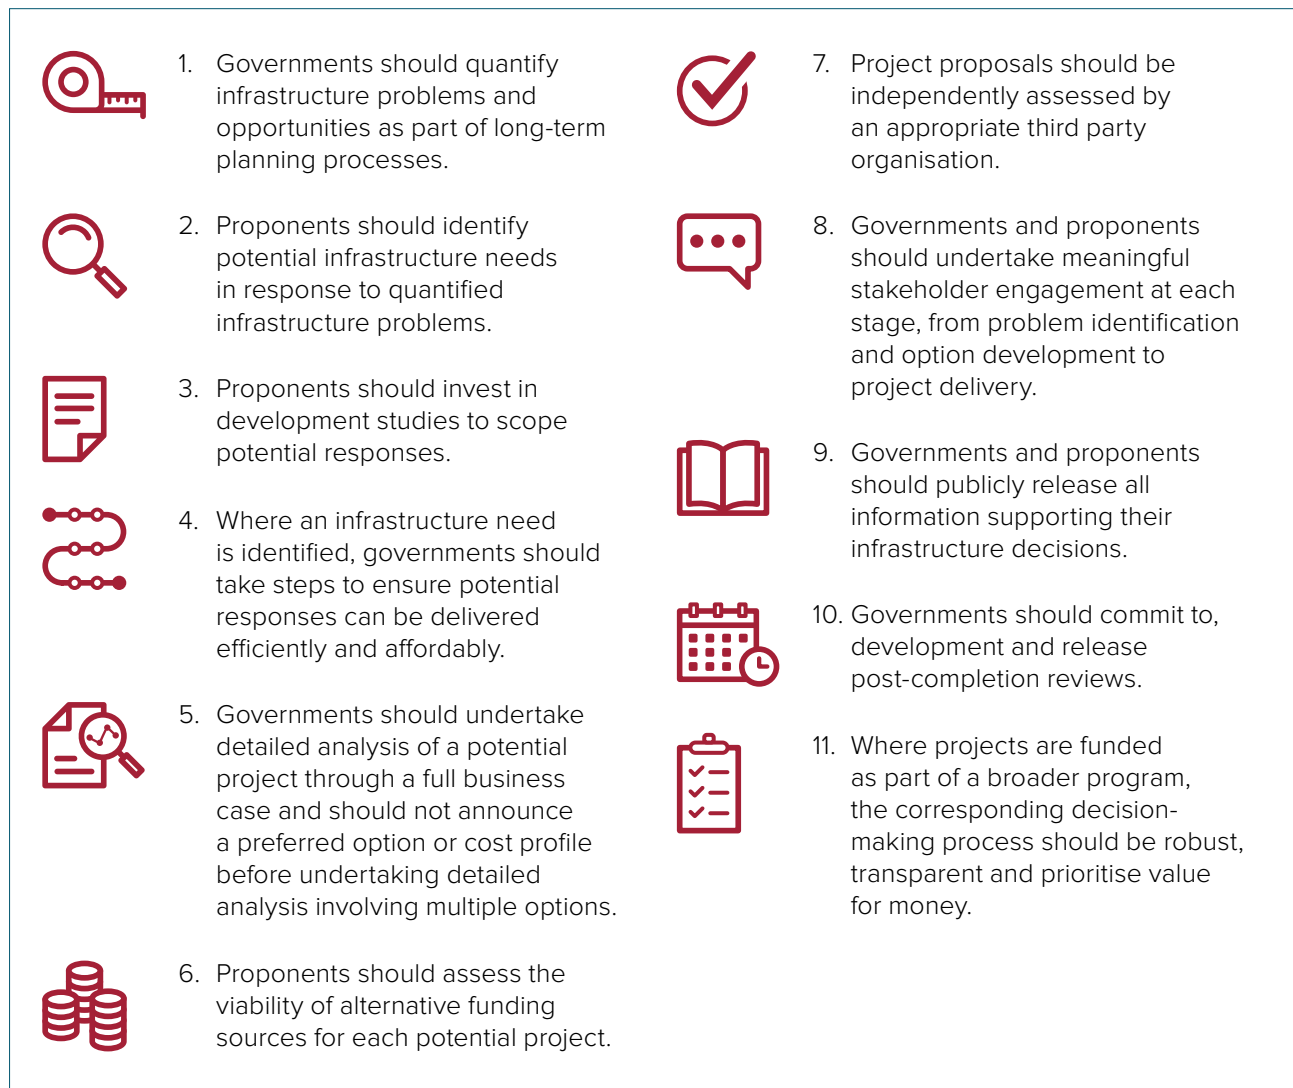 1. Governments should quantify
infrastructure problems and
opportunities as part of long-term
planning processes.
2. Proponents should identify
potential infrastructure needs
in response to quantified
infrastructure problems.
3. Proponents should invest in
development studies to scope
potential responses.
4. Where an infrastructure need
is identified, governments should
take steps to ensure potential
responses can be delivered
efficiently and affordably.
5. Governments should undertake
detailed analysis of a potential
project through a full business
case and should not announce
a preferred option or cost profile
before undertaking detailed
analysis involving multiple options.
6. Proponents should assess the
viability of alternative funding
sources for each potential project.
7. Project proposals should be
independently assessed by
an appropriate third party
organisation.
8. Governments and proponents
should undertake meaningful
stakeholder engagement at each
stage, from problem identification
and option development to
project delivery.
9. Governments and proponents
should publicly release all
information supporting their
infrastructure decisions.
10. Governments should commit to,
development and release
post-completion reviews.
11. Where projects are funded
as part of a broader program,
the corresponding decision-
making process should be robust,
transparent and prioritise value
for money.